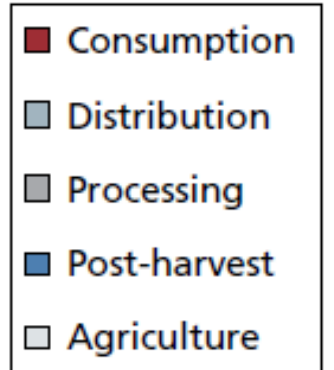 Consumption
Distribution
Processing
Post-harvest
Agriculture